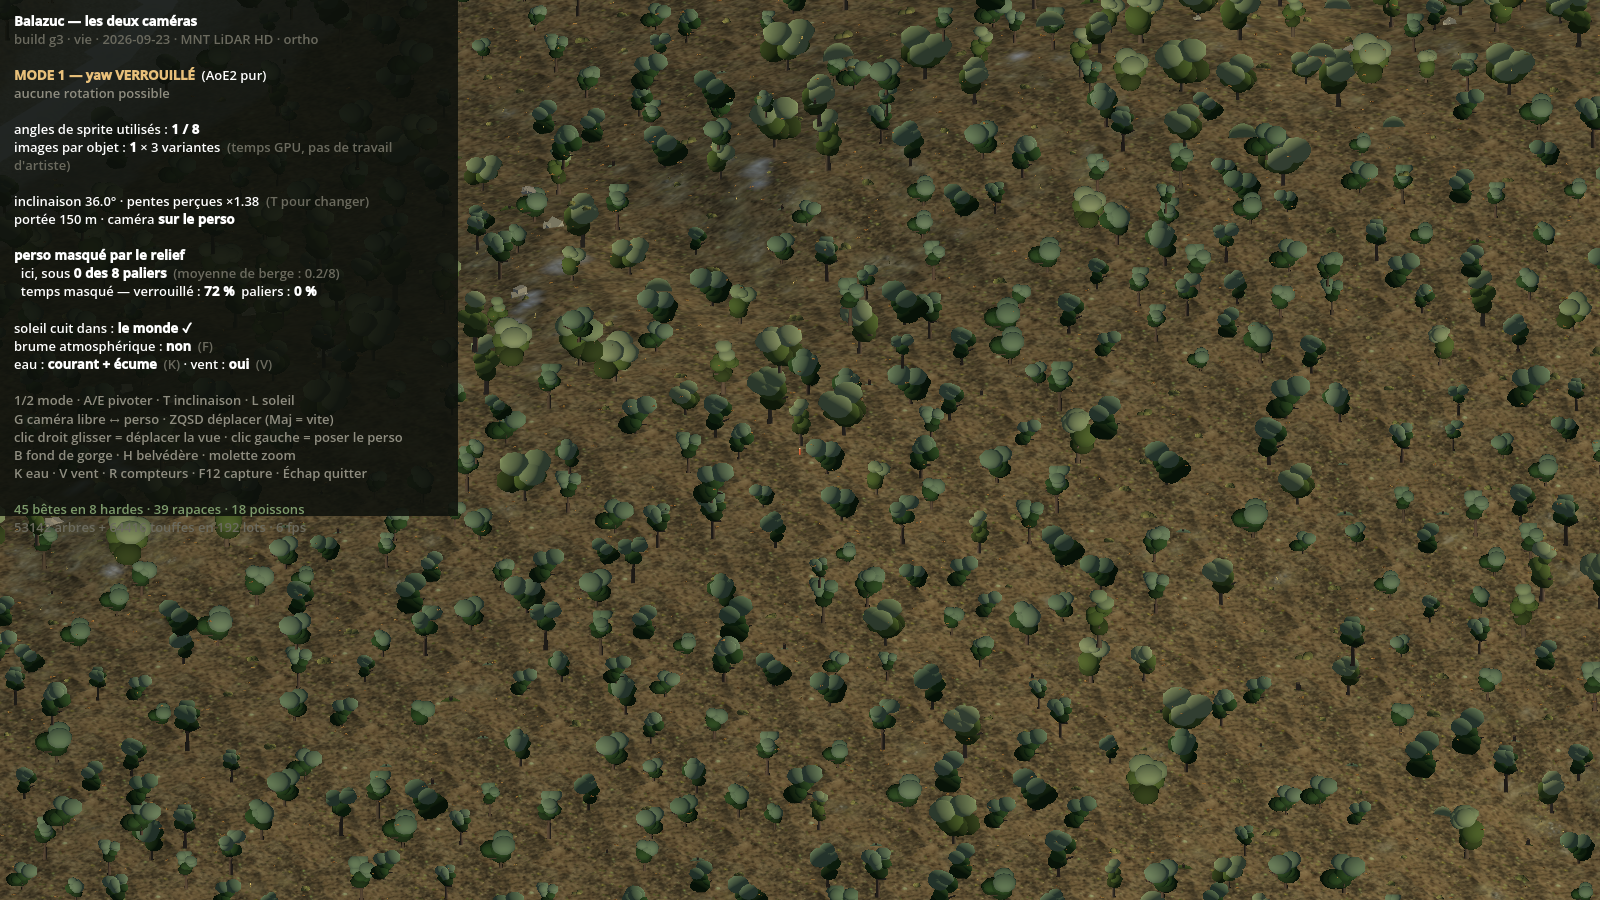 Balazuc — les deux caméras
build g3 · vie · 2026-09-23 · MNT LiDAR HD · ortho
MODE 1 — yaw VERROUILLÉ (AoE2 pur)
aucune rotation possible
angles de sprite utilisés : 1 / 8
images par objet : 1 × 3 variantes (temps GPU, pas de travail
d'artiste)
inclinaison 36.0° · pentes perçues ×1.38 (T pour changer)
portée 150 m · caméra sur le perso
perso masqué par le relief
ici, sous 0 des 8 paliers (moyenne de berge : 0.2/8)
temps masqué — verrouillé : 72 % paliers : 0 %
soleil cuit dans : le monde ✓
brume atmosphérique : non (F)
eau : courant + écume (K) · vent : oui (V)
1/2 mode · A/E pivoter · T inclinaison · L soleil
G caméra libre ↔ perso · ZQSD déplacer (Maj = vite)
clic droit glisser = déplacer la vue · clic gauche = poser le perso
B fond de gorge · H belvédère · molette zoom
K eau · V vent · R compteurs · F12 capture · Échap quitter
45 bêtes en 8 hardes · 39 rapaces · 18 poissons
arbres + touffes en 192 lots · 6 fps